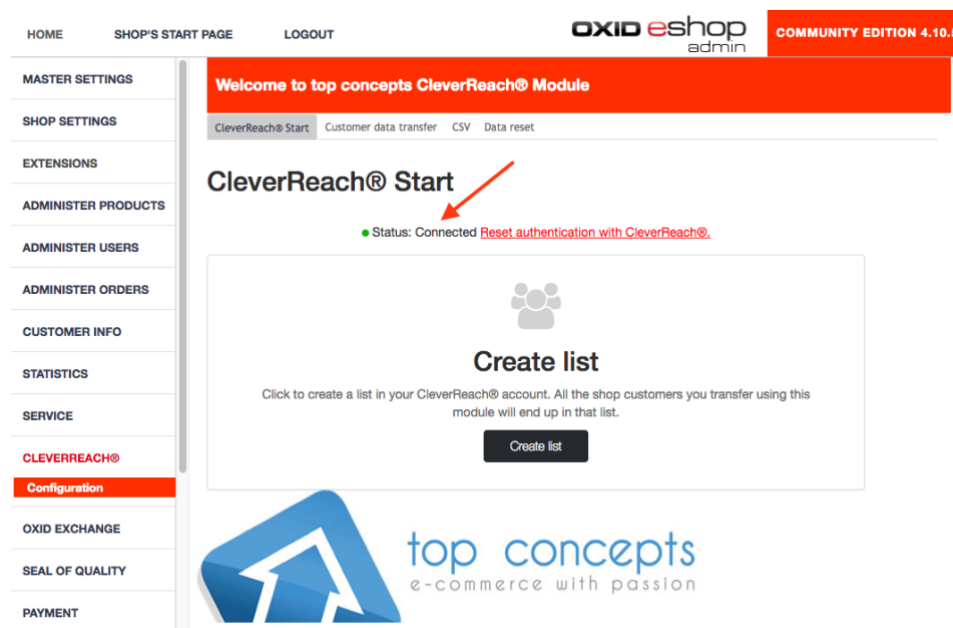 HOME SHOP'S START PAGE LOGOUT
OXID eshop
admin
COMMUNITY EDITION 4.10.
MASTER SETTINGS
SHOP SETTINGS
EXTENSIONS
ADMINISTER PRODUCTS
ADMINISTER USERS
ADMINISTER ORDERS
CUSTOMER INFO
STATISTICS
SERVICE
CLEVERREACH®
Configuration
OXID EXCHANGE
SEAL OF QUALITY
PAYMENT
Welcome to top concepts CleverReach® Module
CleverReach® Start Customer data transfer CSV Data reset
CleverReach® Start
Status: Connected Reset authentication with CleverReach®.
Create list
Click to create a list in your CleverReach® account. All the shop customers you transfer using this
module will end up in that list.
Create list
top concepts
e-commerce with passion